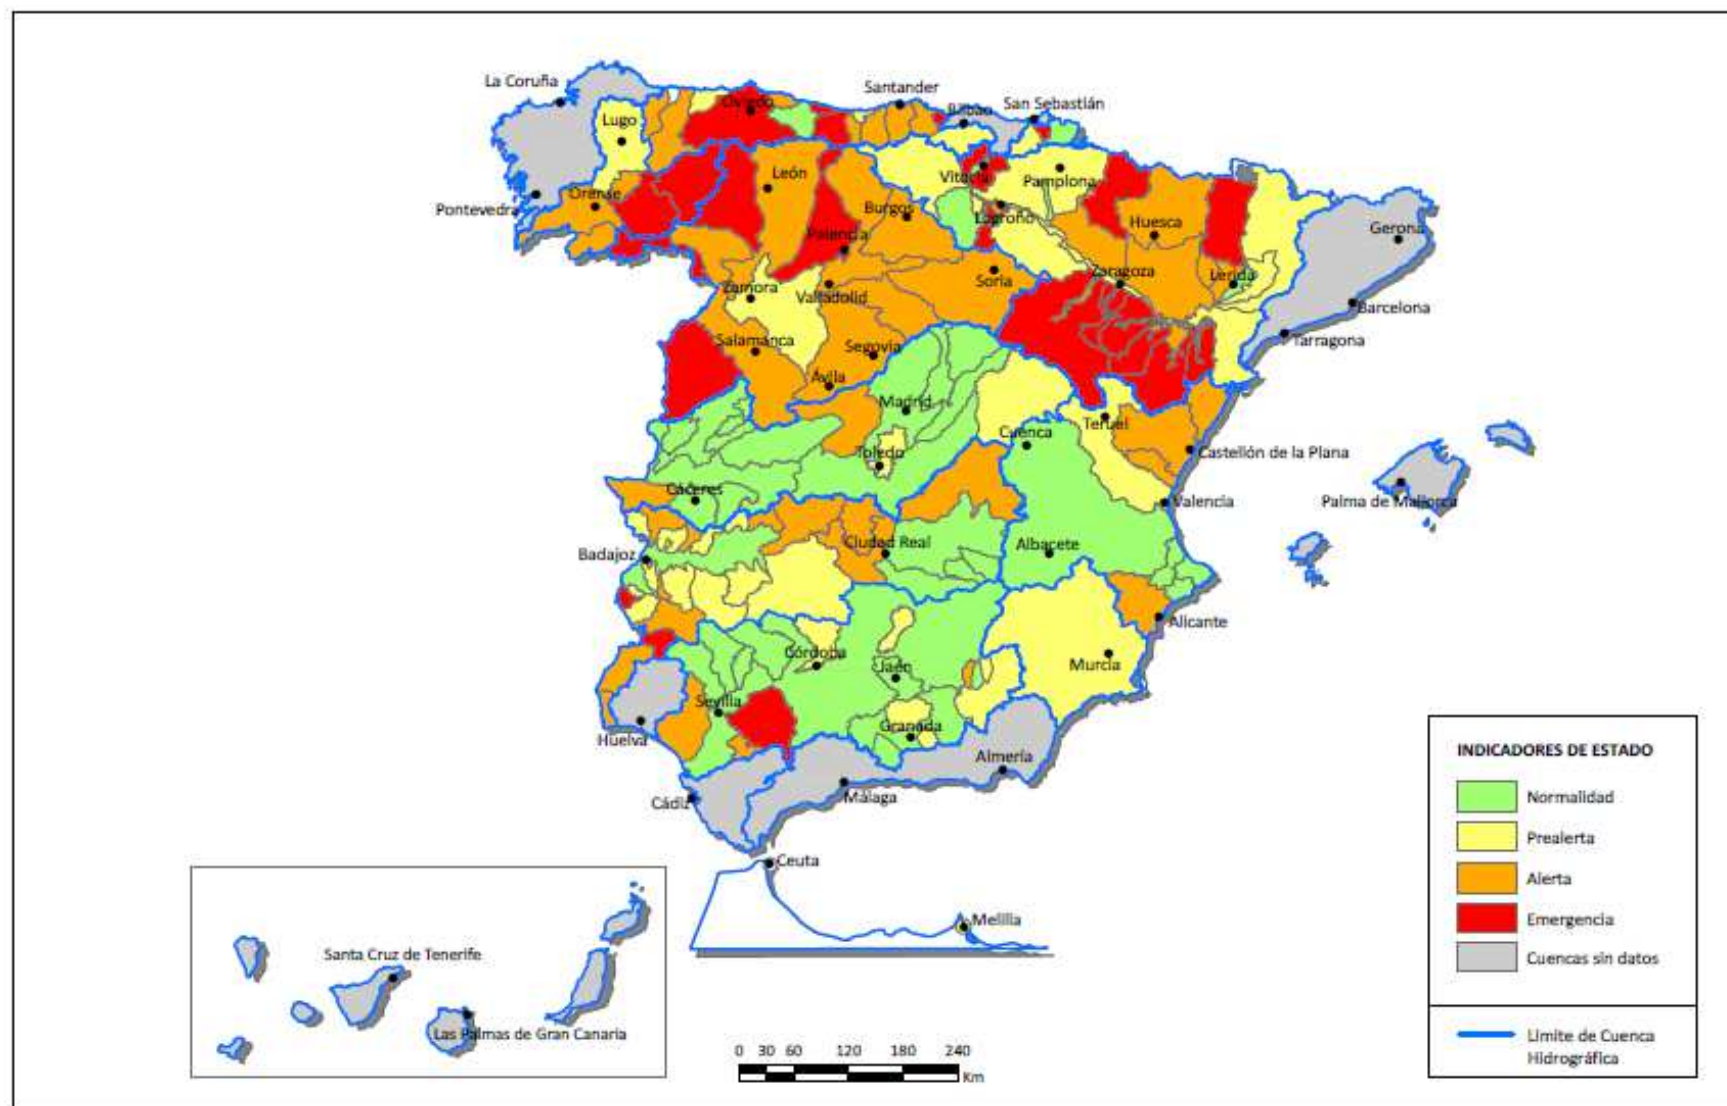 La Coruña
Santander
San Sebastián
Oviedo
Bilbao
Lugo
León
Vitoria
Pamplona
Orense
Pontevedra
Burgos
Logroño
Huesca
Gerona
Palencia
Soria
Zaragoza
Lerida
Zamora
Valladolid
Barcelona
Salamanca
Segovia
Tarragona
Ávila
Madrid
Teruel
Cuenca
Toledo
Castellón de la Plana
Cáceres
Valencia
Palma de Mallorca
Badajoz
Ciudad Real
Albacete
Alicante
Córdoba
Jaén
Murcia
Sevilla
Granada
Huelva
Almería
Cádiz
Málaga
Ceuta
Melilla
Santa Cruz de Tenerife
Las Palmas de Gran Canaria
0 30 60 120 180 240
Km
INDICADORES DE ESTADO
Normalidad
Prealerta
Alerta
Emergencia
Cuencas sin datos
Limite de Cuenca
Hidrográfica